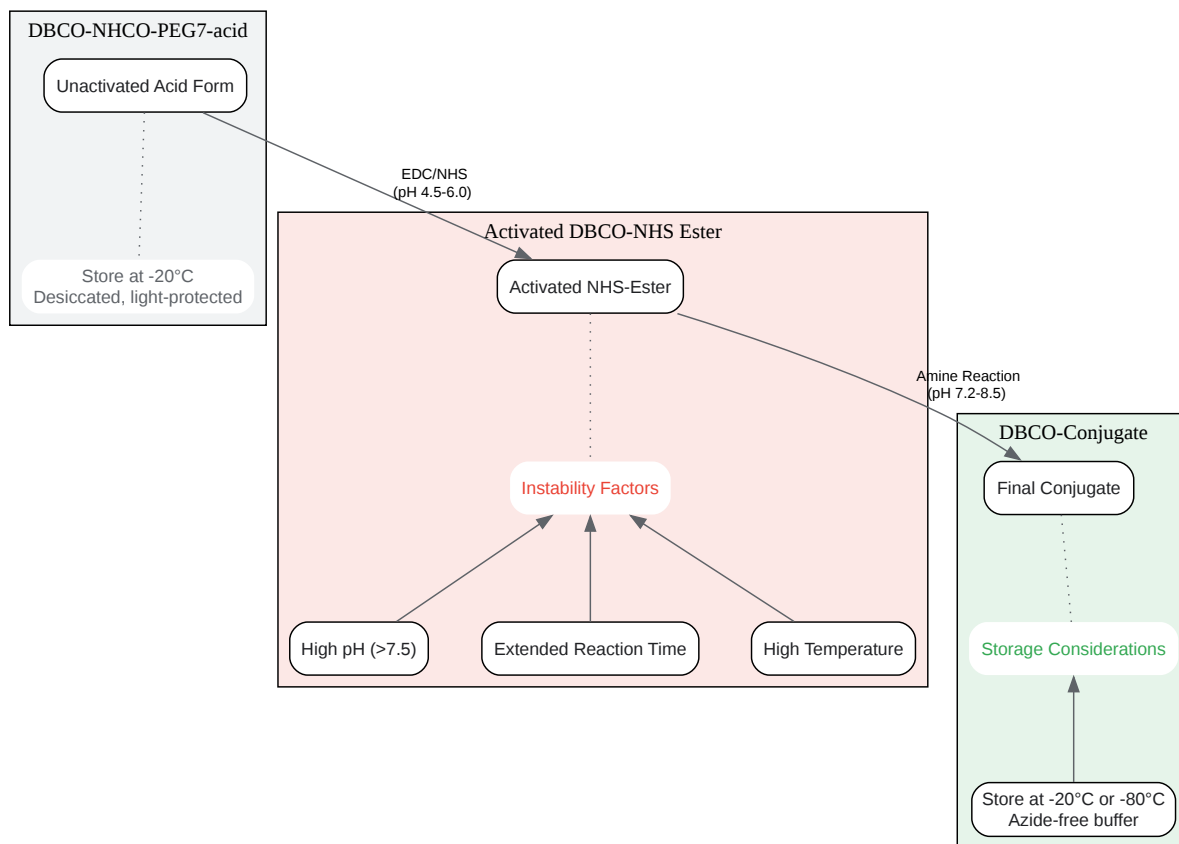 DBCO-NHCO-PEG7-acid
Unactivated Acid Form
EDC/NHS
(pH 4.5-6.0)
Store at -20°C
Desiccated, light-protected
Activated DBCO-NHS Ester
Activated NHS-Ester
Amine Reaction
(pH 7.2-8.5)
Instability Factors
High pH (>7.5)
Extended Reaction Time
High Temperature
DBCO-Conjugate
Final Conjugate
Storage Considerations
Store at -20°C or -80°C
Azide-free buffer